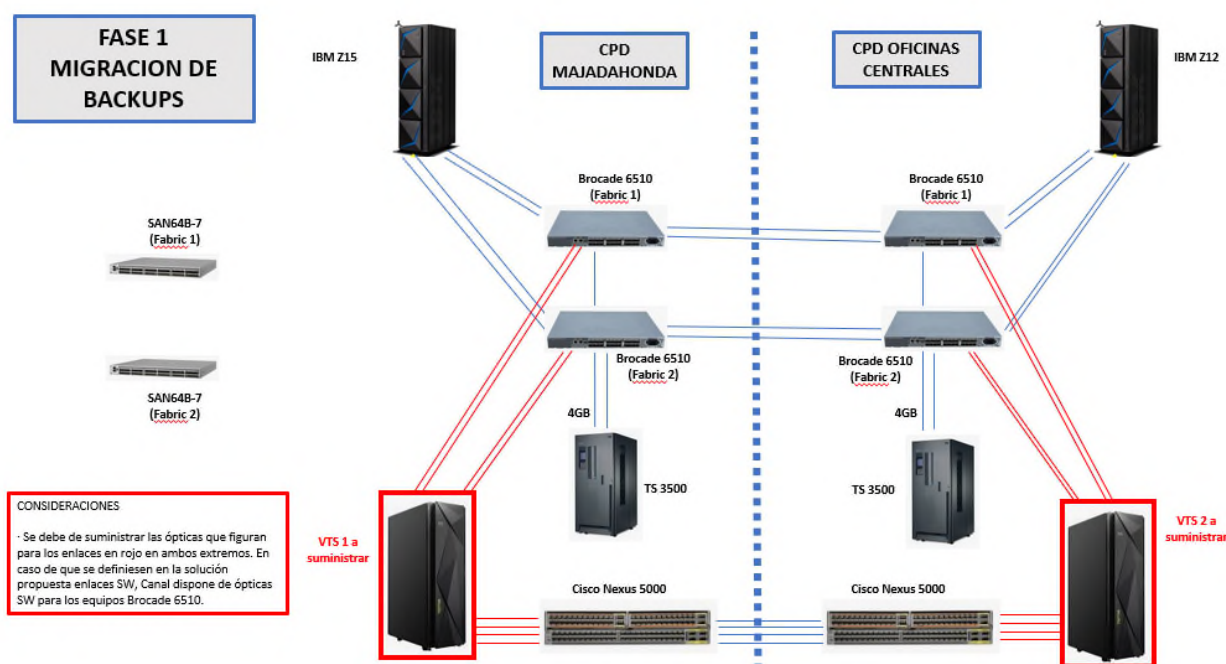 FASE 1
MIGRACION DE
BACKUPS
IBM Z15
CPD
MAJADAHONDA
CPD OFICINAS
CENTRALES
IBM Z12
Brocade 6510
(Fabric 1)
Brocade 6510
(Fabric 1)
SAN64B-7
(Fabric 1)
SAN64B-7
(Fabric 2)
Brocade 6510
(Fabric 2)
Brocade 6510
(Fabric 2)
4GB
4GB
TS 3500
TS 3500
CONSIDERACIONES
· Se debe de suministrar las ópticas que figuran
para los enlaces en rojo en ambos extremos. En
caso de que se definiesen en la solución
propuesta enlaces SW, Canal dispone de ópticas
SW para los equipos Brocade 6510.
VTS 1 a
suministrar
VTS 2 a
suministrar
Cisco Nexus 5000
Cisco Nexus 5000